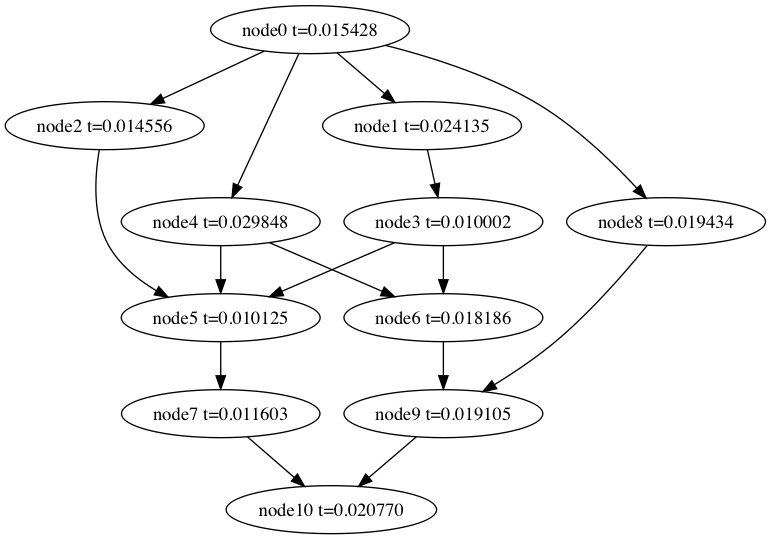 node0 t=0.015428
node2 t=0.014556
node1 t=0.024135
node4 t=0.029848
node3 t=0.010002
node8 t=0.019434
node5 t=0.010125
node6 t=0.018186
node7 t=0.011603
node9 t=0.019105
node10 t=0.020770